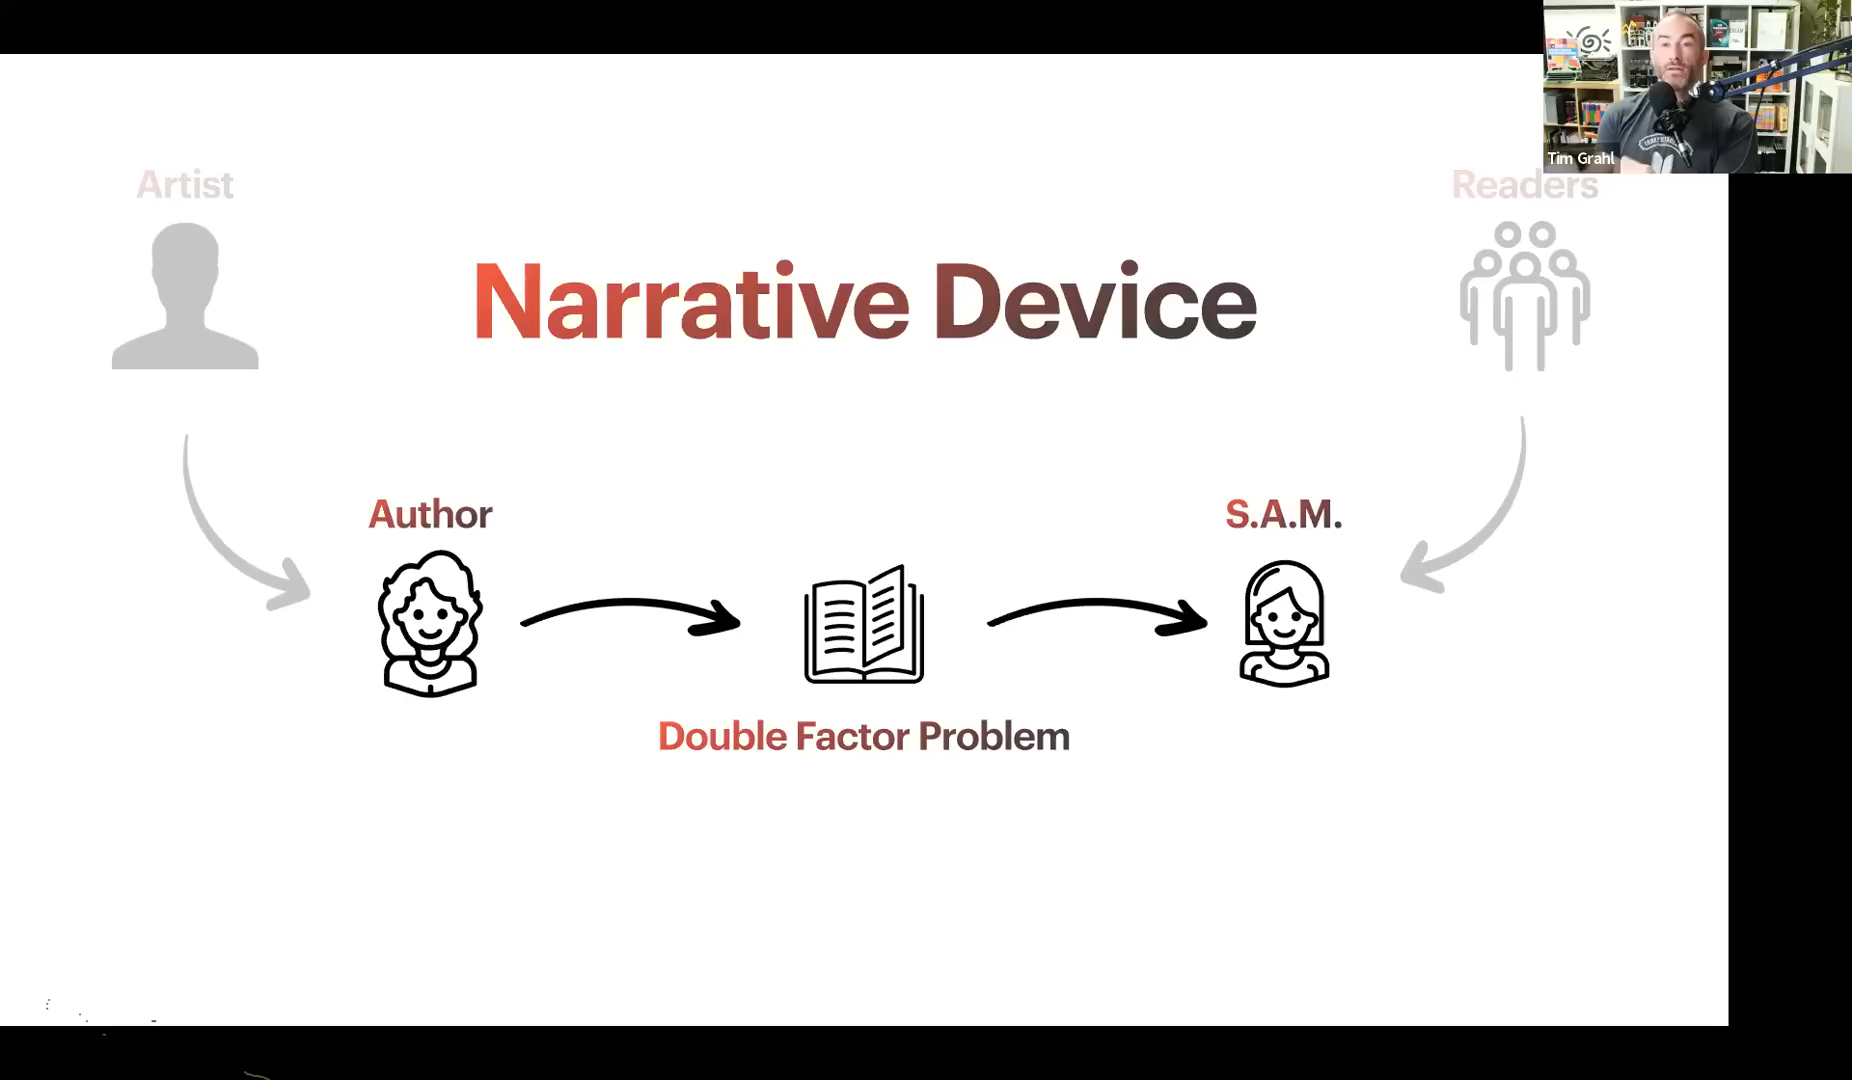 Tim Grahl
Artist
Readers
Narrative Device
Author
S.A.M.
Double Factor Problem